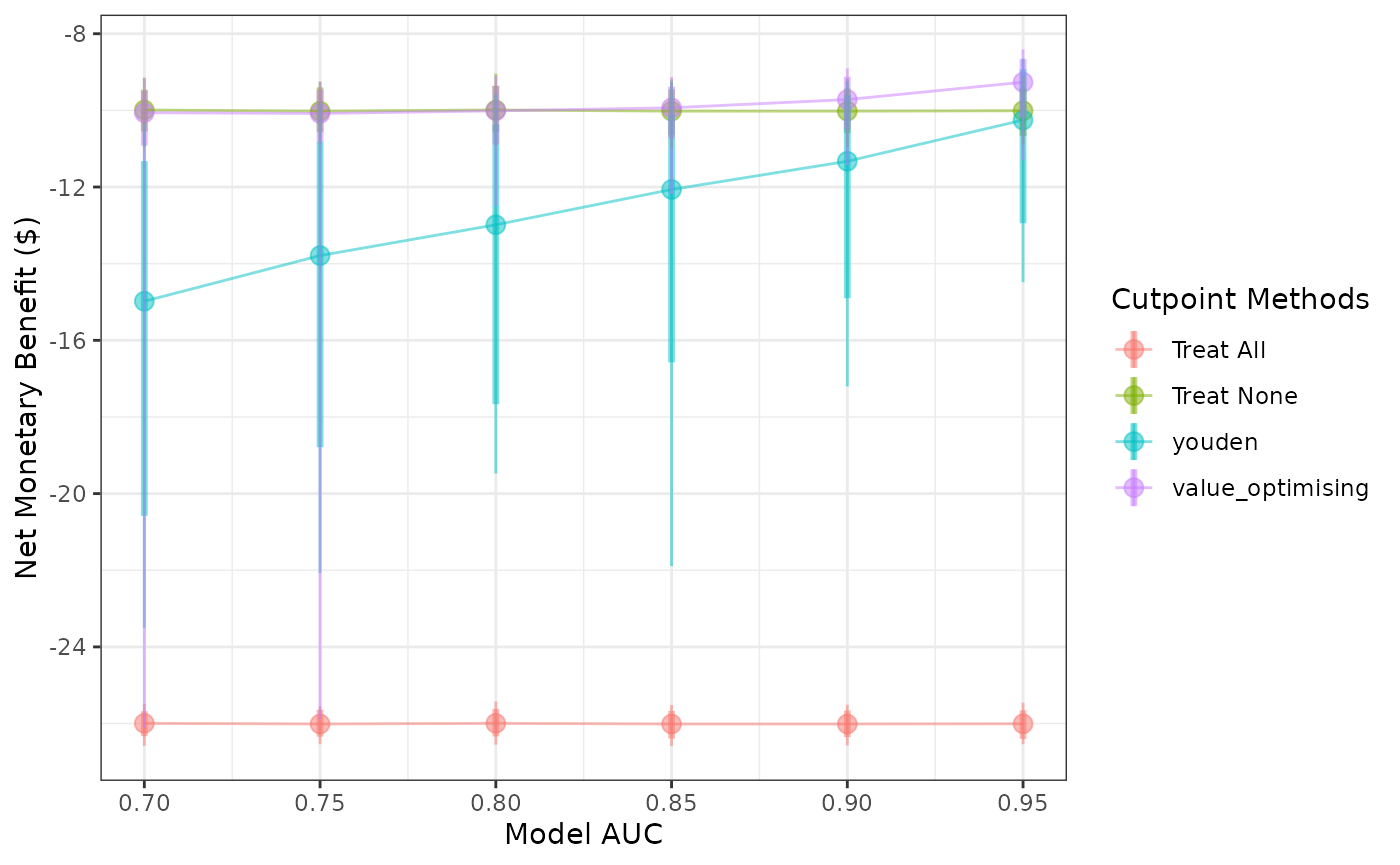 Net Monetary Benefit ($)
-8
-12
-16
-20
-24
0.70 0.75 0.80 0.85 0.90 0.95
Model AUC
Cutpoint Methods
Treat All
Treat None
youden
value_optimising